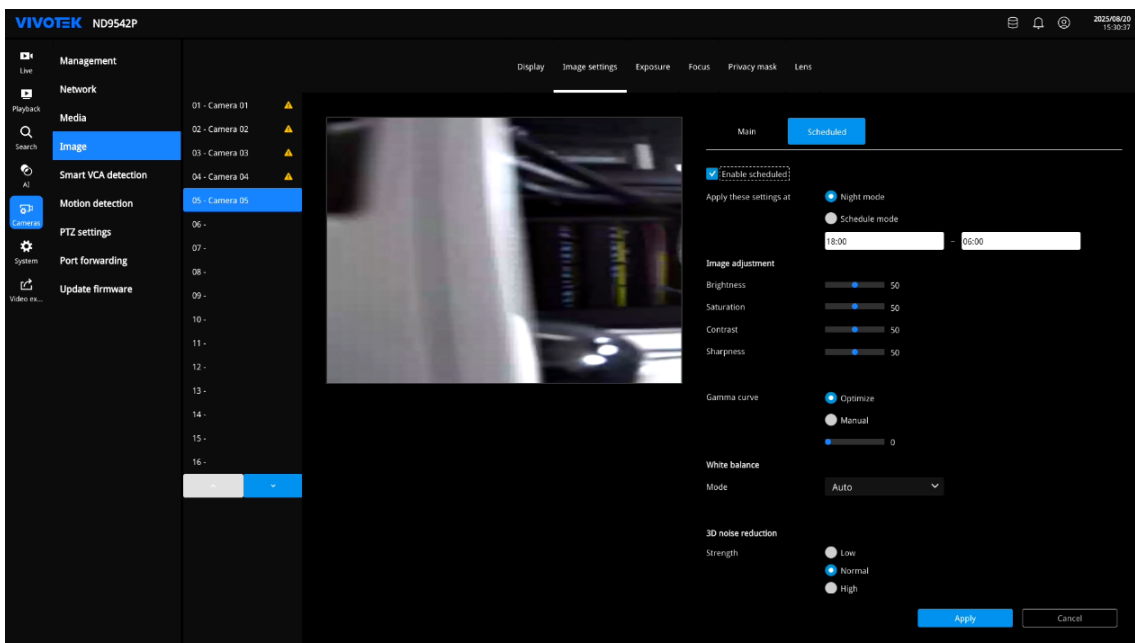 VIVOTEK ND9542P
2025/08/20
15:30:37
Live
Playback
Search
AI
Cameras
System
Video ex...
Management
Network
Media
Image
Smart VCA detection
Motion detection
PTZ settings
Port forwarding
Update firmware
01 - Camera 01
02 - Camera 02
03 - Camera 03
04 - Camera 04
05 - Camera 05
06 -
07 -
08 -
09 -
10 -
11 -
12 -
13 -
14 -
15 -
16 -
Display Image settings Exposure Focus Privacy mask Lens
Main Scheduled
Enable scheduled
Apply these settings at Night mode
Schedule mode
18:00 – 06:00
Image adjustment
Brightness 50
Saturation 50
Contrast 50
Sharpness 50
Gamma curve Optimize
Manual
0
White balance
Mode Auto
3D noise reduction
Strength Low
Normal
High
Apply Cancel